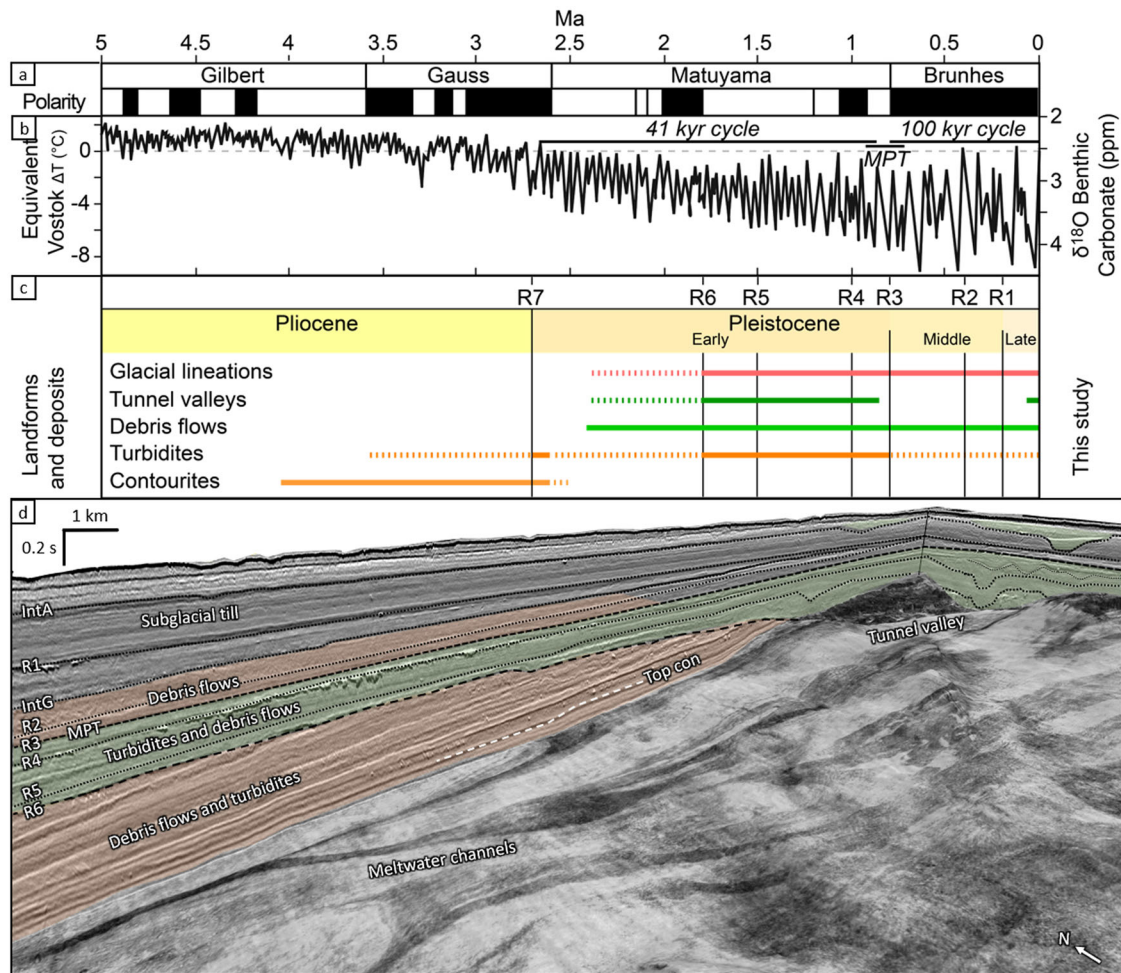 Ma
5 4.5 4 3.5 3 2.5 2 1.5 1 0.5 0
a
Gilbert Gauss Matuyama Brunhes
Polarity
b
Equivalent
Vostok ΔT (°C)
0
-4
-8
41 kyr cycle
100 kyr cycle
MPT
2
3
4
δ18O Benthic
Carbonate (ppm)
c
R7 R6 R5 R4 R3 R2 R1
Pliocene Pleistocene
Early Middle Late
Landforms
and deposits
Glacial lineations
Tunnel valleys
Debris flows
Turbidites
Contourites
This study
d
1 km
0.2 s
IntA
Subglacial till
R1
IntG
Debris flows
R2
MPT
R3
Turbidites and debris flows
R4
R5
R6
Debris flows and turbidites
Top con
Tunnel valley
Meltwater channels
N